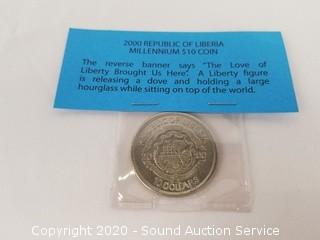 2000 REPUBLIC OF LIBERIA
MILLENNIUM $10 COIN
The reverse banner says "The Love of
Liberty Brought Us Here". A Liberty figure
is releasing a dove and holding a large
hourglass while sitting on top of the world.
10 DOLLARS
Copyright 2020 - Sound Auction Service